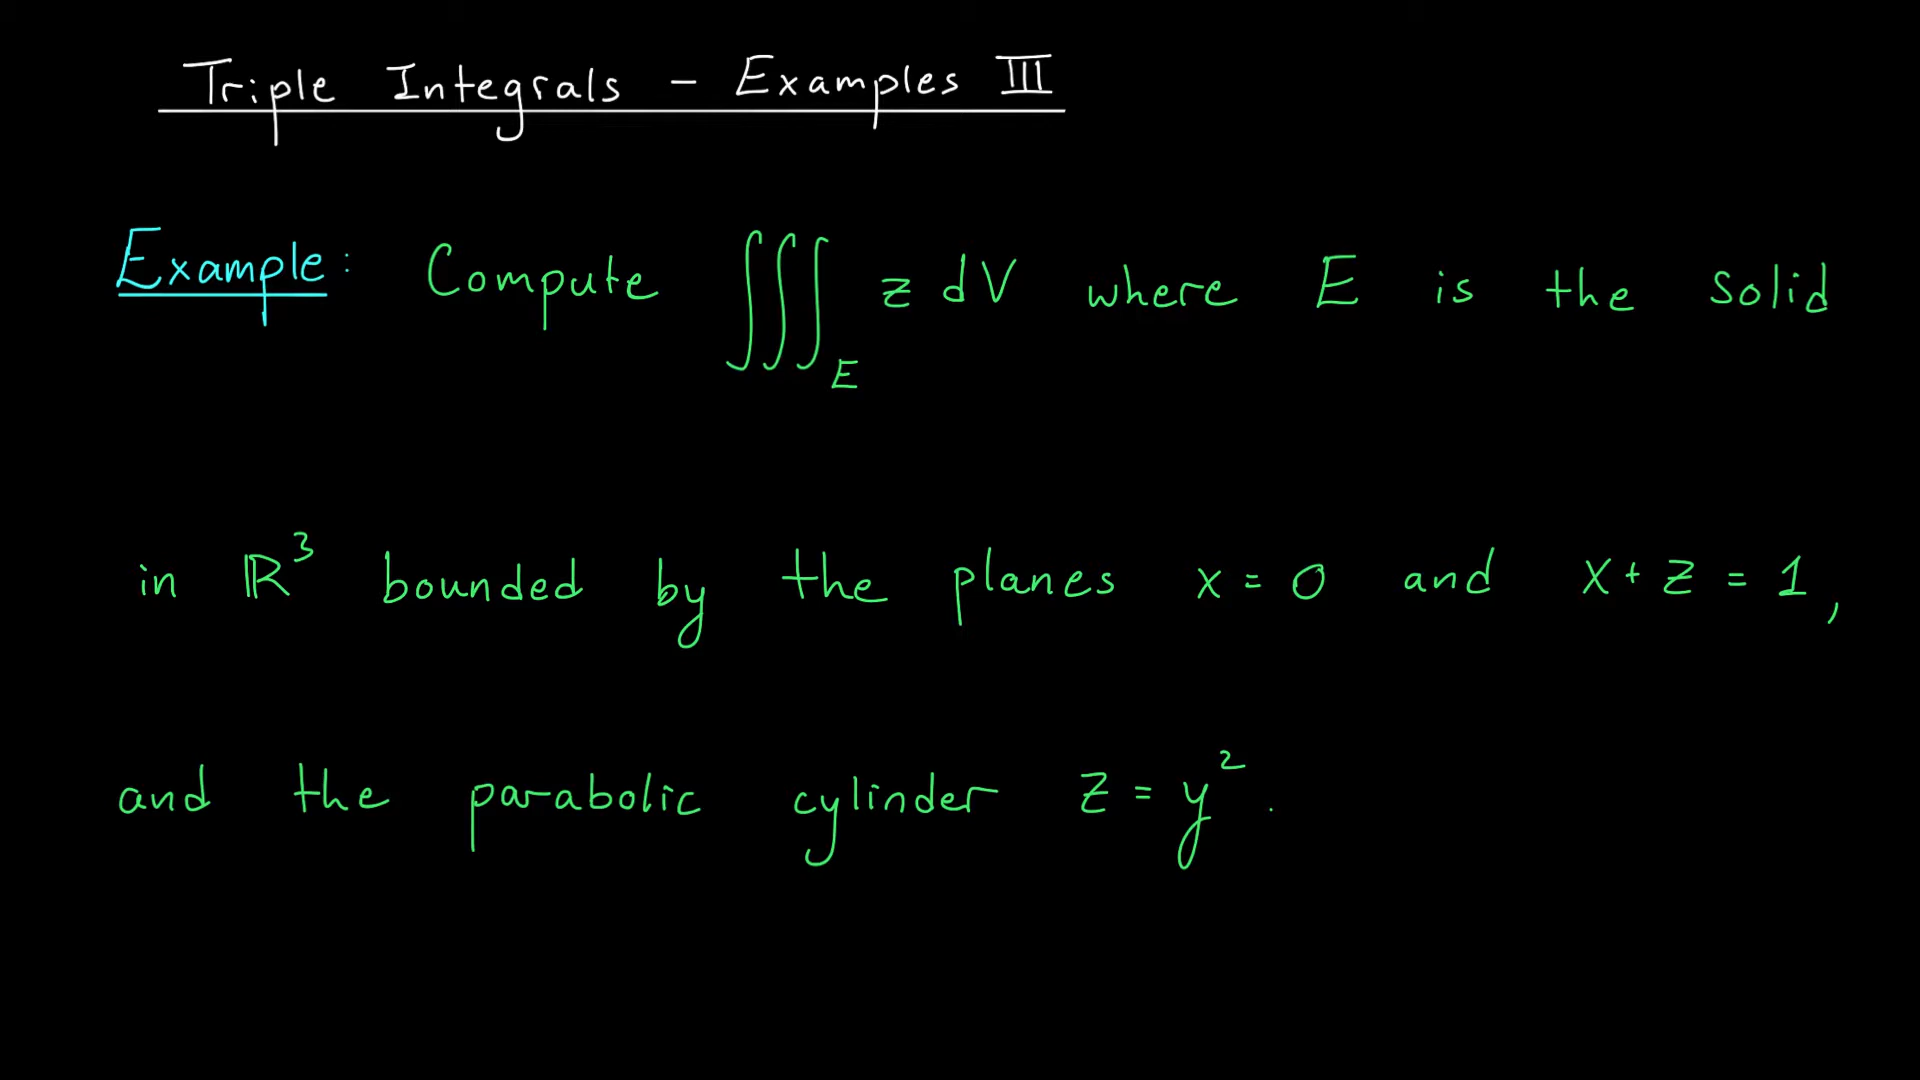 Triple Integrals - Examples III
Example: Compute ∭_E z dV where E is the solid
in ℝ³ bounded by the planes x = 0 and x + z = 1,
and the parabolic cylinder z = y².